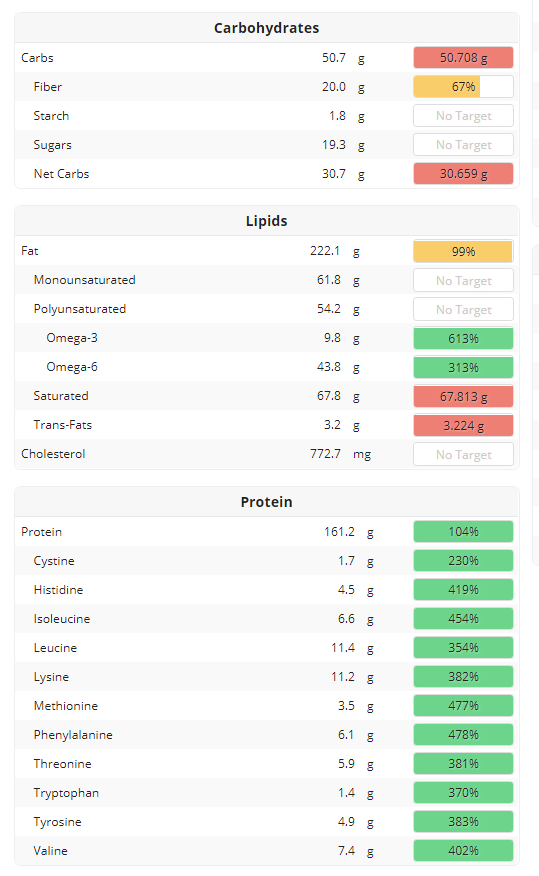 Carbohydrates
Carbs 50.7 g 50.708 g
Fiber 20.0 g 67%
Starch 1.8 g No Target
Sugars 19.3 g No Target
Net Carbs 30.7 g 30.659 g
Lipids
Fat 222.1 g 99%
Monounsaturated 61.8 g No Target
Polyunsaturated 54.2 g No Target
Omega-3 9.8 g 613%
Omega-6 43.8 g 313%
Saturated 67.8 g 67.813 g
Trans-Fats 3.2 g 3.224 g
Cholesterol 772.7 mg No Target
Protein
Protein 161.2 g 104%
Cystine 1.7 g 230%
Histidine 4.5 g 419%
Isoleucine 6.6 g 454%
Leucine 11.4 g 354%
Lysine 11.2 g 382%
Methionine 3.5 g 477%
Phenylalanine 6.1 g 478%
Threonine 5.9 g 381%
Tryptophan 1.4 g 370%
Tyrosine 4.9 g 383%
Valine 7.4 g 402%